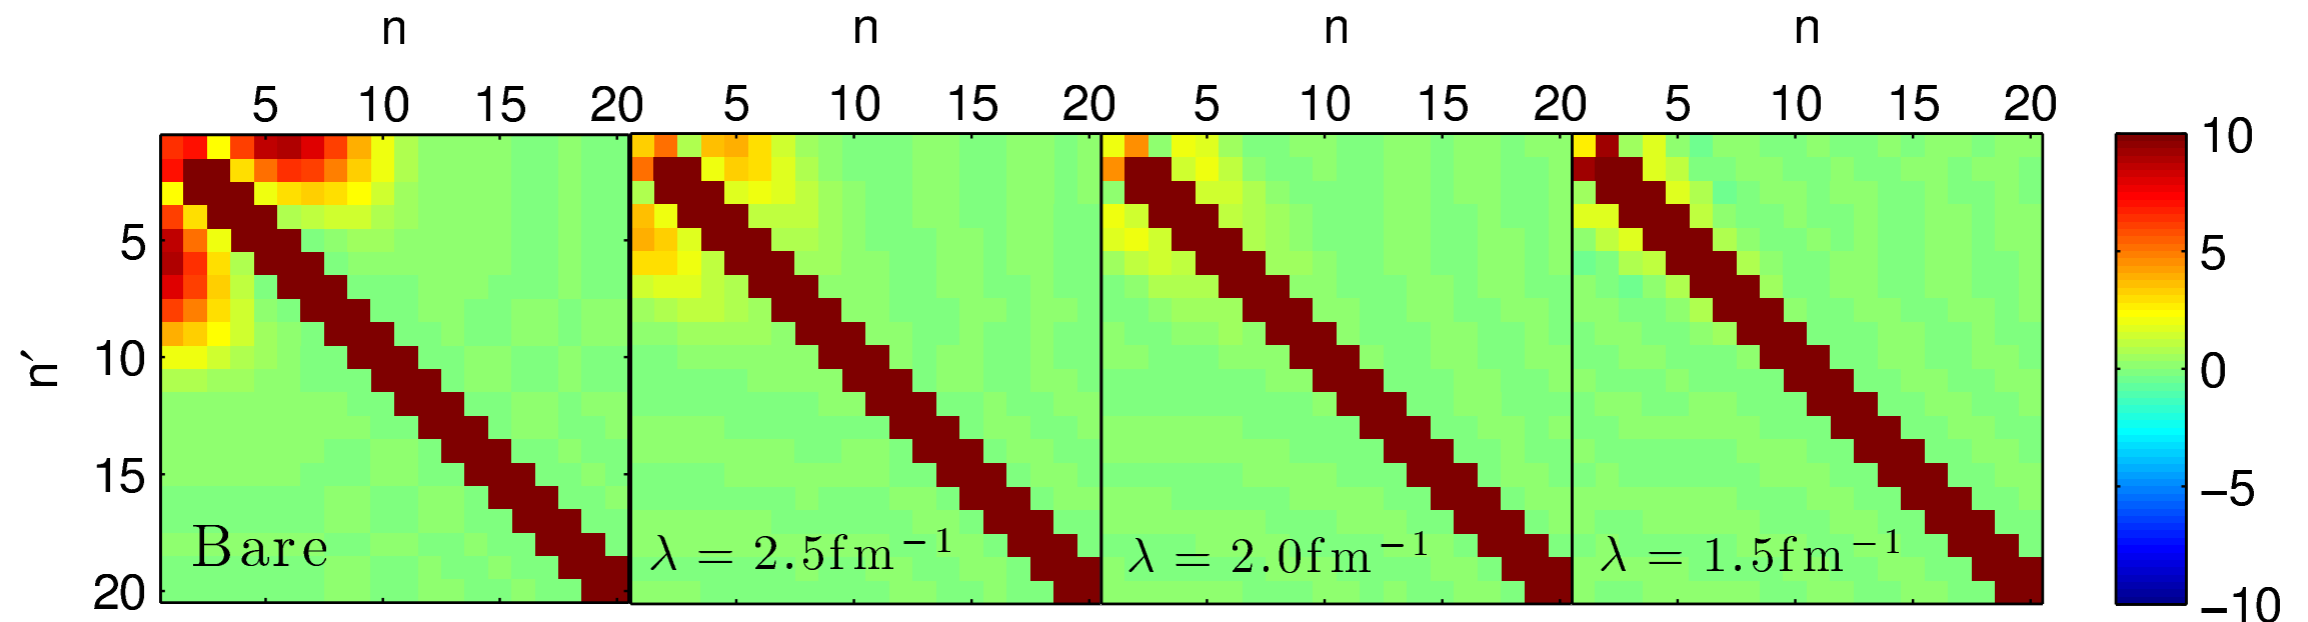 n n n n
5 10 15 20 5 10 15 20 5 10 15 20 5 10 15 20
n′
5
10
15
20
Bare
λ = 2.5fm⁻¹
λ = 2.0fm⁻¹
λ = 1.5fm⁻¹
10
5
0
−5
−10